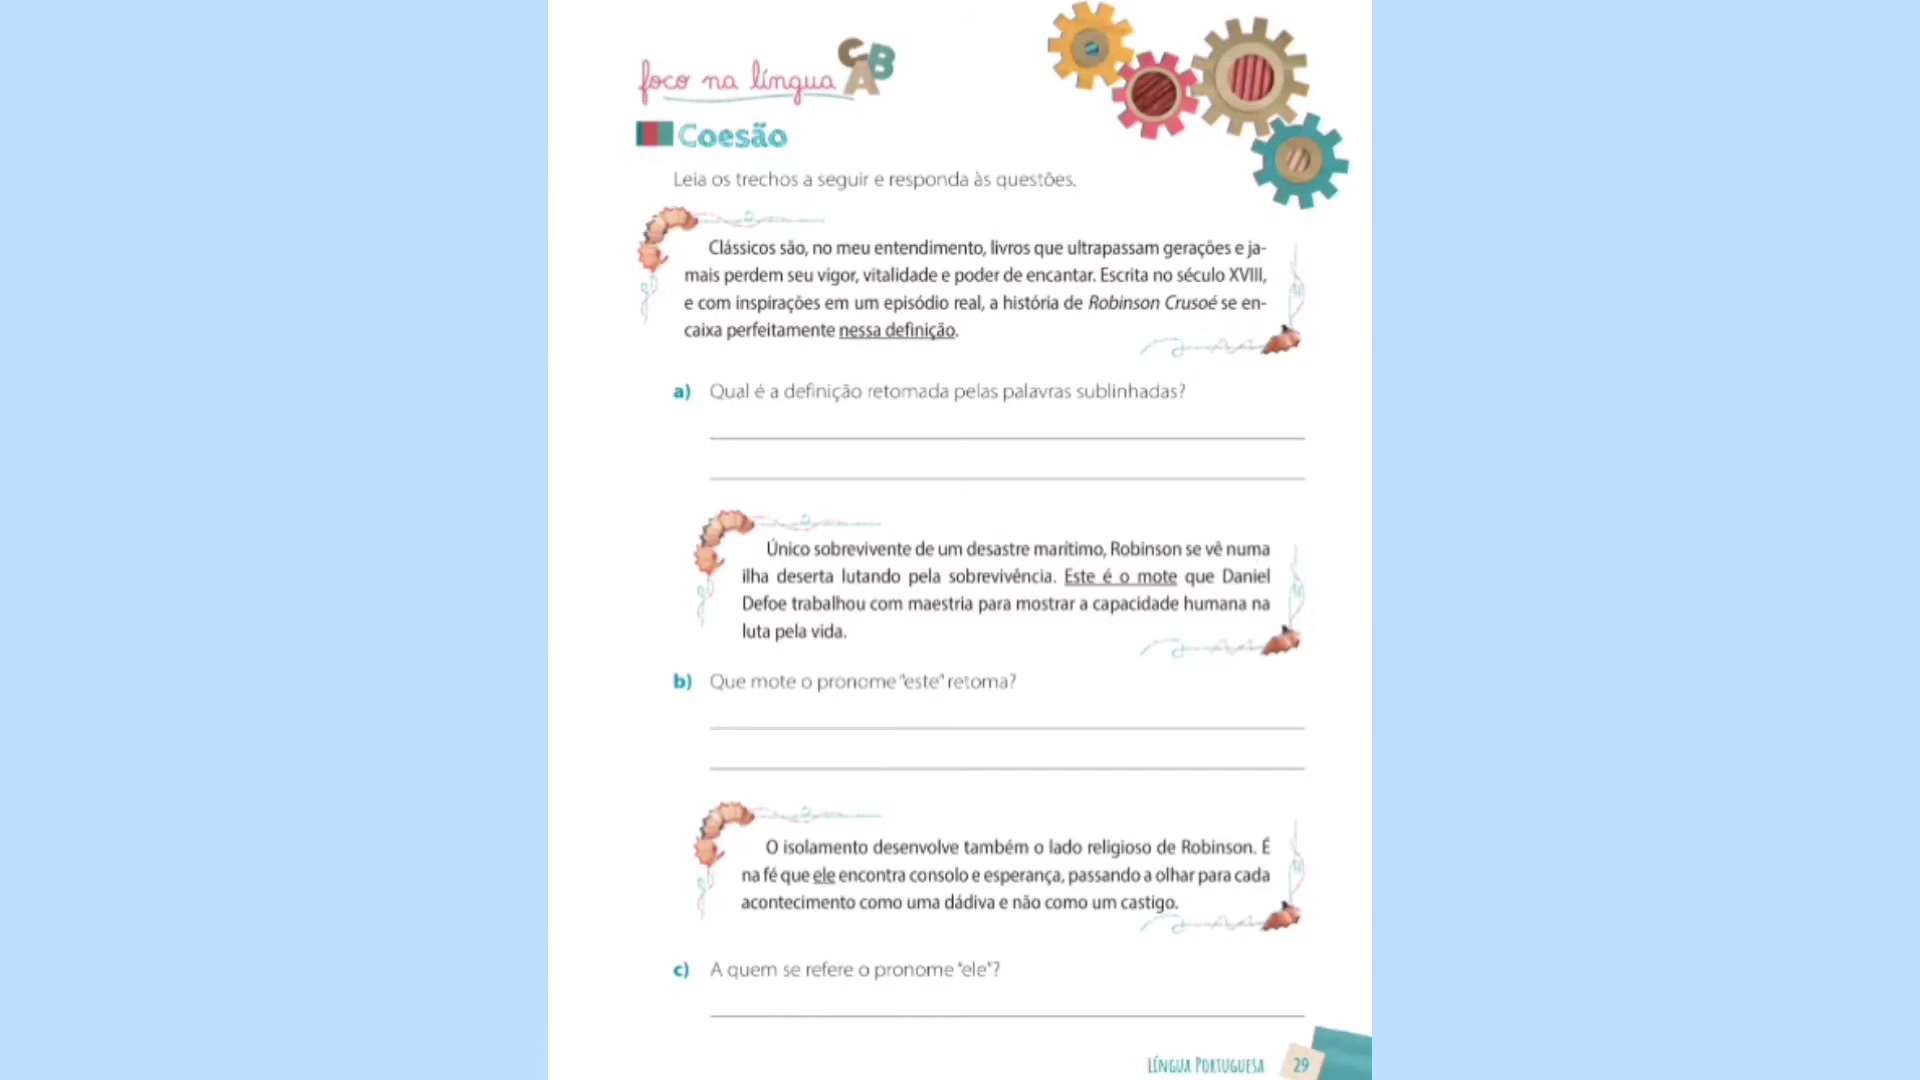 foco na língua
CAB
Coesão
Leia os trechos a seguir e responda às questões.
Clássicos são, no meu entendimento, livros que ultrapassam gerações e ja-
mais perdem seu vigor, vitalidade e poder de encantar. Escrita no século XVIII,
e com inspirações em um episódio real, a história de Robinson Crusoé se en-
caixa perfeitamente nessa definição.
a) Qual é a definição retomada pelas palavras sublinhadas?
Único sobrevivente de um desastre marítimo, Robinson se vê numa
ilha deserta lutando pela sobrevivência. Este é o mote que Daniel
Defoe trabalhou com maestria para mostrar a capacidade humana na
luta pela vida.
b) Que mote o pronome "este" retoma?
O isolamento desenvolve também o lado religioso de Robinson. É
na fé que ele encontra consolo e esperança, passando a olhar para cada
acontecimento como uma dádiva e não como um castigo.
c) A quem se refere o pronome "ele"?
LÍNGUA PORTUGUESA 29